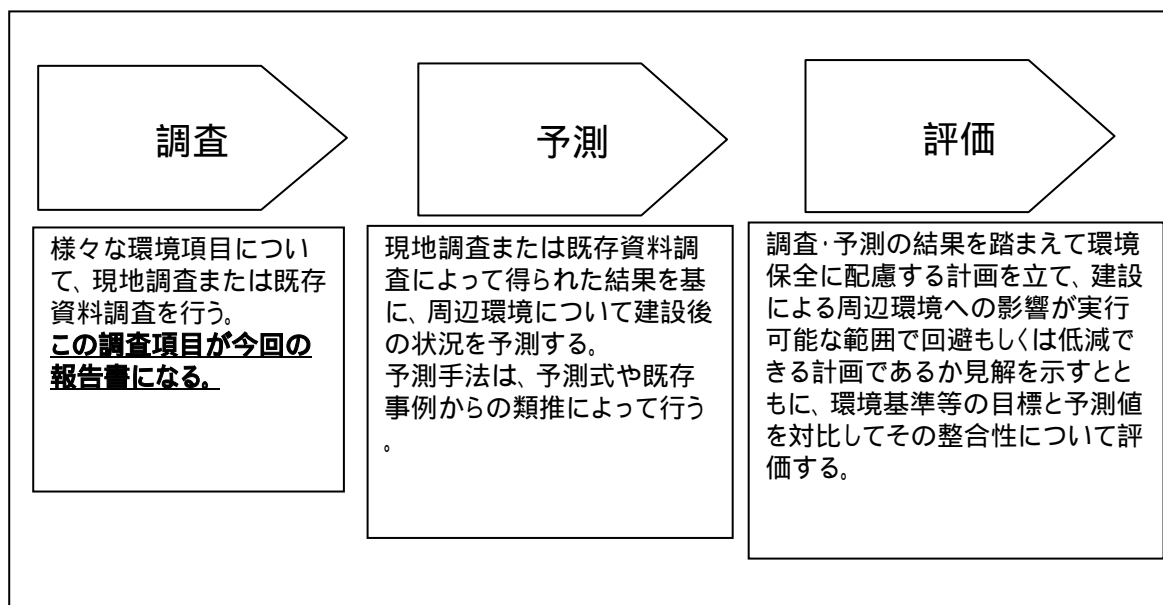 調査
様々な環境項目につい
て、現地調査または既存
資料調査を行う。
この調査項目が今回の
報告書になる。
予測
現地調査または既存資料調
査によって得られた結果を基
に、周辺環境について建設後
の状況を予測する。
予測手法は、予測式や既存
事例からの類推によって行う
。
評価
調査・予測の結果を踏まえて環境
保全に配慮する計画を立て、建設
による周辺環境への影響が実行
可能な範囲で回避もしくは低減で
きる計画であるか見解を示すとと
もに、環境基準等の目標と予測値
を対比してその整合性について評
価する。